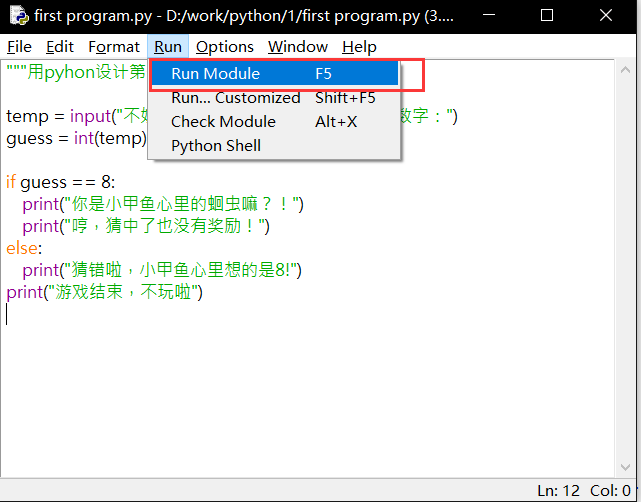 first program.py - D:/work/python/1/first program.py (3....
File Edit Format Run Options Window Help
"""用pyhon设计第
Run Module F5
Run... Customized Shift+F5
Check Module Alt+X
Python Shell
temp = input("不 数字：")
guess = int(temp)
if guess == 8:
print("你是小甲鱼心里的蛔虫嘛？！")
print("哼，猜中了也没有奖励！")
else:
print("猜错啦，小甲鱼心里想的是8!")
print("游戏结束，不玩啦")
Ln: 12 Col: 0